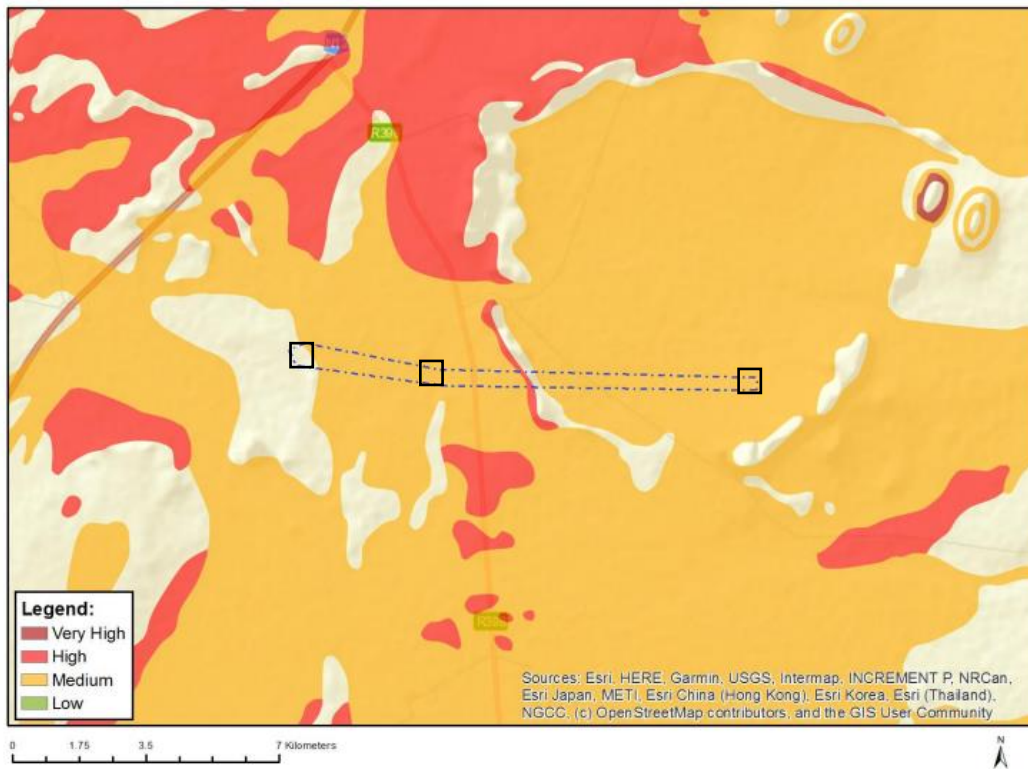 Legend:
Very High
High
Medium
Low
Sources: Esri, HERE, Garmin, USGS, Intermap, INCREMENT P, NRCan,
Esri Japan, METI, Esri China (Hong Kong), Esri Korea, Esri (Thailand),
NGCC, (c) OpenStreetMap contributors, and the GIS User Community
0 1.75 3.5 7 Kilometers
N